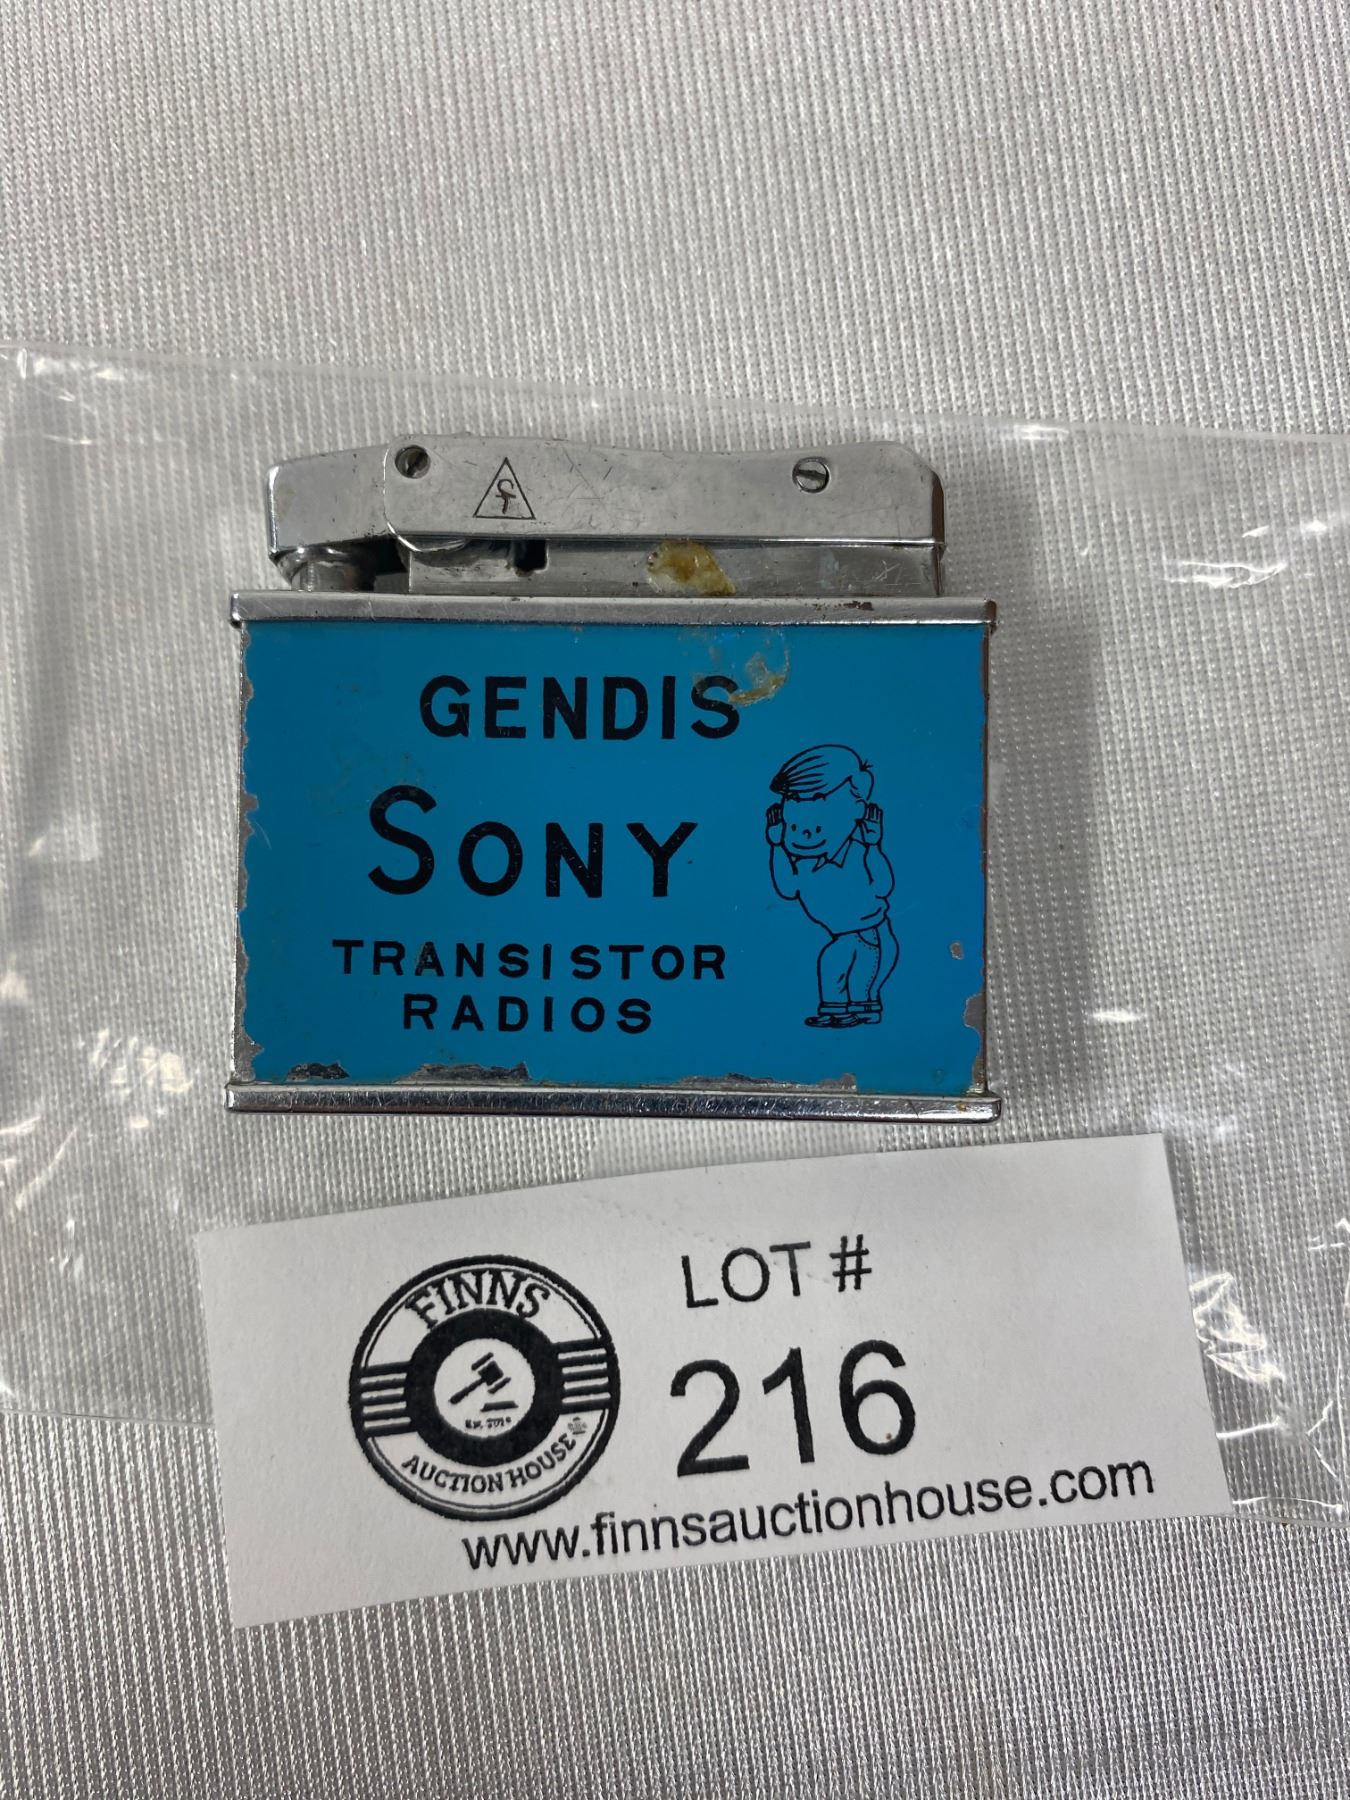 GENDIS
SONY
TRANSISTOR
RADIOS
LOT #
FINNS
216
AUCTION HOUSE
www.finnsauctionhouse.com